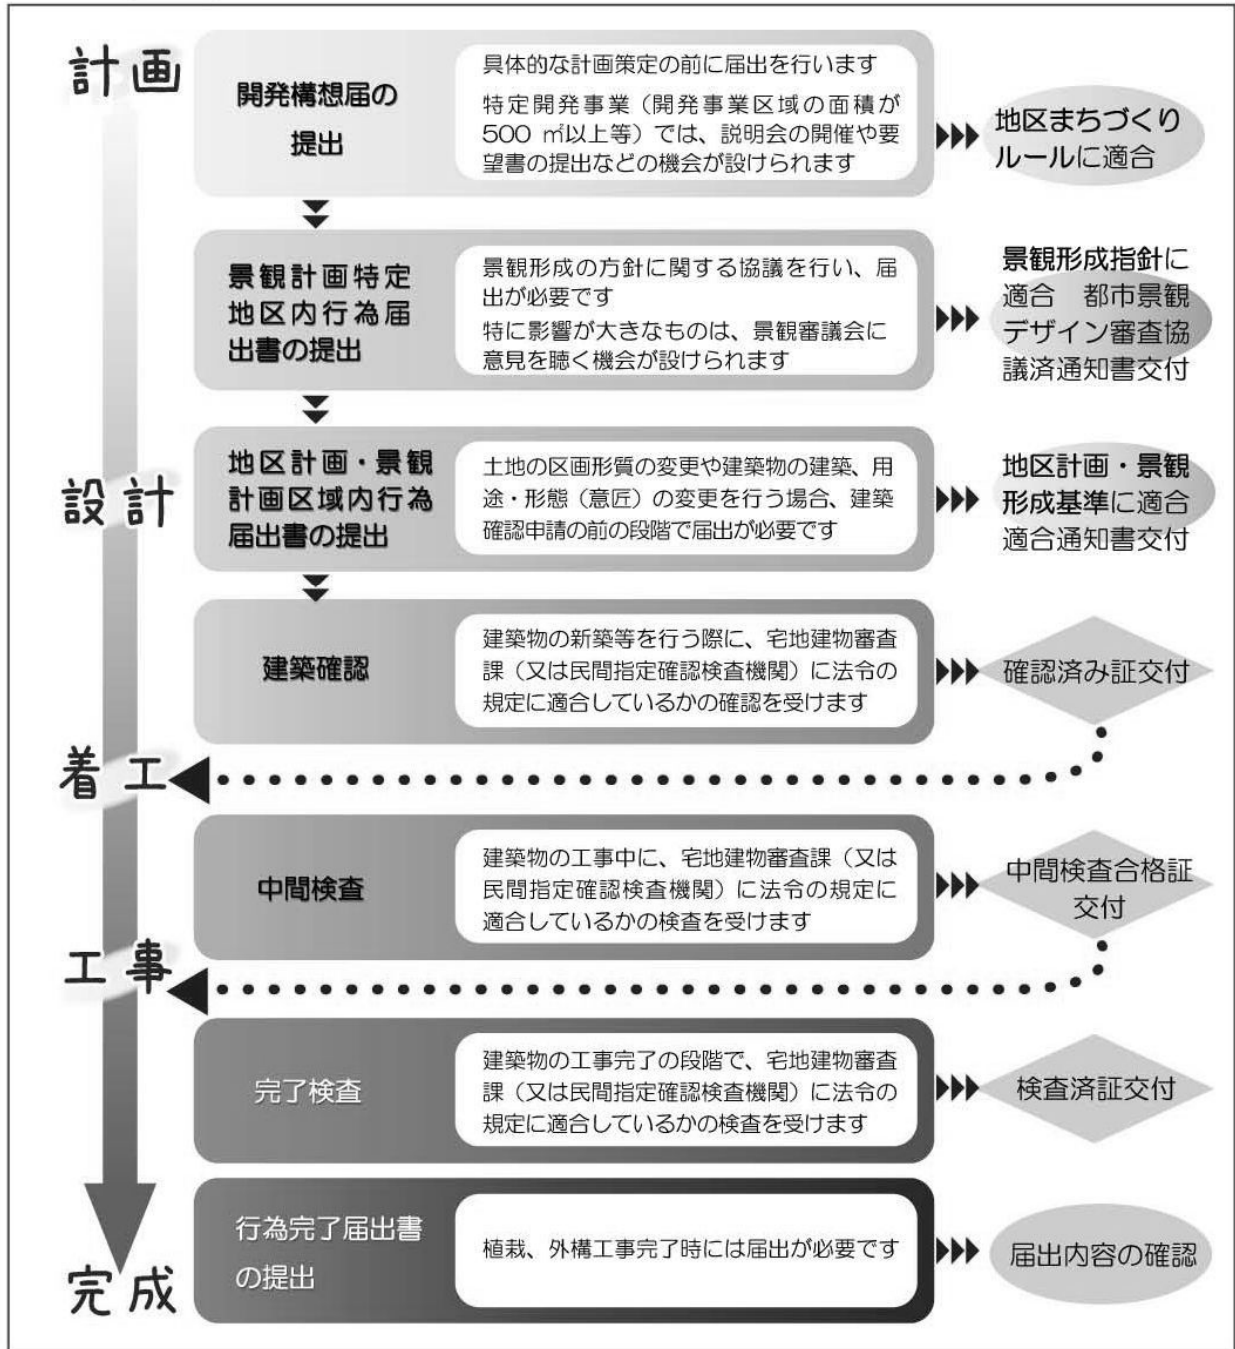 計画
開発構想届の
提出
具体的な計画策定の前に届出を行います
特定開発事業（開発事業区域の面積が
500 ㎡以上等）では、説明会の開催や要
望書の提出などの機会が設けられます
地区まちづくり
ルールに適合
景観計画特定
地区内行為届
出書の提出
景観形成の方針に関する協議を行い、届
出が必要です
特に影響が大きなものは、景観審議会に
意見を聴く機会が設けられます
景観形成指針に
適合　都市景観
デザイン審査協
議済通知書交付
設計
地区計画・景観
計画区域内行為
届出書の提出
土地の区画形質の変更や建築物の建築、用
途・形態（意匠）の変更を行う場合、建築
確認申請の前の段階で届出が必要です
地区計画・景観
形成基準に適合
適合通知書交付
建築確認
建築物の新築等を行う際に、宅地建物審査
課（又は民間指定確認検査機関）に法令の
規定に適合しているかの確認を受けます
確認済み証交付
着工
中間検査
建築物の工事中に、宅地建物審査課（又は
民間指定確認検査機関）に法令の規定に
適合しているかの検査を受けます
中間検査合格証
交付
工事
完了検査
建築物の工事完了の段階で、宅地建物審査
課（又は民間指定確認検査機関）に法令の
規定に適合しているかの検査を受けます
検査済証交付
行為完了届出書
の提出
植栽、外構工事完了時には届出が必要です
届出内容の確認
完成